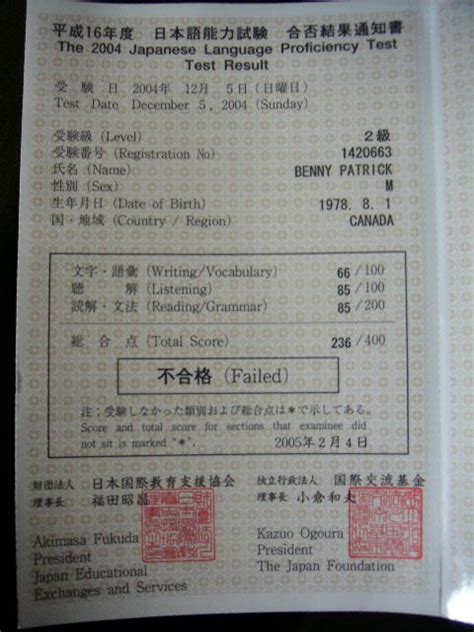 平成16年度 日本語能力試験 合否結果通知書
The 2004 Japanese Language Proficiency Test
Test Result
受 験 日 2004年 12月 5日(日曜日)
Test Date December 5, 2004 (Sunday)
受験級 (Level) 2級
受験番号 (Registration No) 1420663
氏名 (Name) BENNY PATRICK
性別 (Sex) M
生年月日 (Date of Birth) 1978. 8. 1
国・地域 (Country / Region) CANADA
文字・語彙 (Writing/Vocabulary) 66 /100
聴 解 (Listening) 85 /100
読解・文法 (Reading/Grammar) 85 /200
総 合 点 (Total Score) 236 /400
不合格 (Failed)
注:受験しなかった類別および総合点は*で示してある。
Score and total score for sections that examinee did
not sit is marked "*".
2005年 2月 4日
財団法人 日本国際教育支援協会
理事長 福田昭昌
Akimasa Fukuda
President
Japan Educational
Exchanges and Services
独立行政法人 国際交流基金
理事長 小倉和夫
Kazuo Ogoura
President
The Japan Foundation